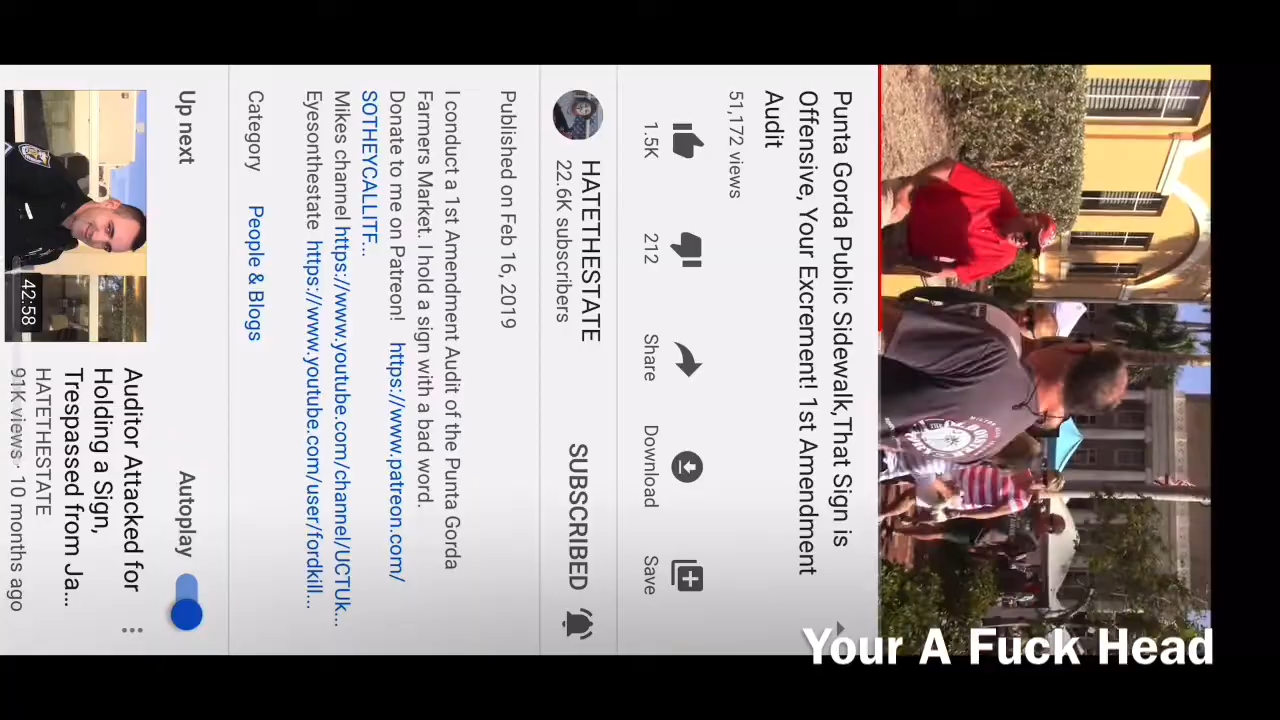 Punta Gorda Public Sidewalk,That Sign is
Offensive, Your Excrement! 1st Amendment
Audit
51,172 views
1.5K
212
Share
Download
Save
HATETHESTATE
22.6K subscribers
SUBSCRIBED
Published on Feb 16, 2019
I conduct a 1st Amendment Audit of the Punta Gorda
Farmers Market. I hold a sign with a bad word.
Donate to me on Patreon! https://www.patreon.com/
SOTHEYCALLITE...
Mikes channel https://www.youtube.com/channel/UCTUk...
Eyesonthestate https://www.youtube.com/user/fordkill...
Category
People & Blogs
Up next
Autoplay
42:58
Auditor Attacked for
Holding a Sign,
Trespassed from Ja...
HATETHESTATE
91K views · 10 months ago
Your A Fuck Head